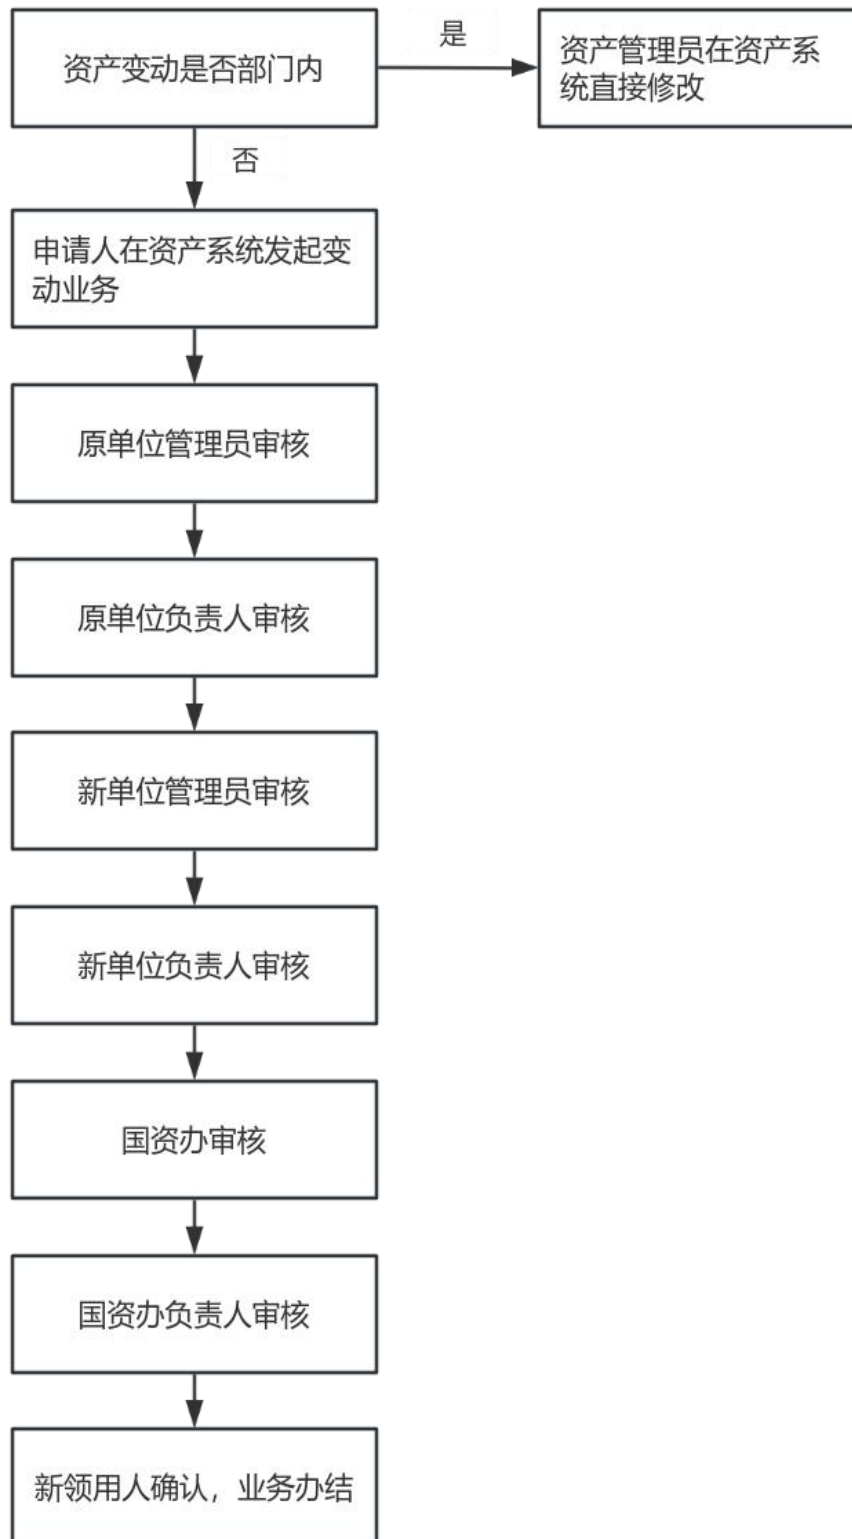 资产变动是否部门内
是
资产管理员在资产系
统直接修改
否
申请人在资产系统发起变
动业务
原单位管理员审核
原单位负责人审核
新单位管理员审核
新单位负责人审核
国资办审核
国资办负责人审核
新领用人确认，业务办结